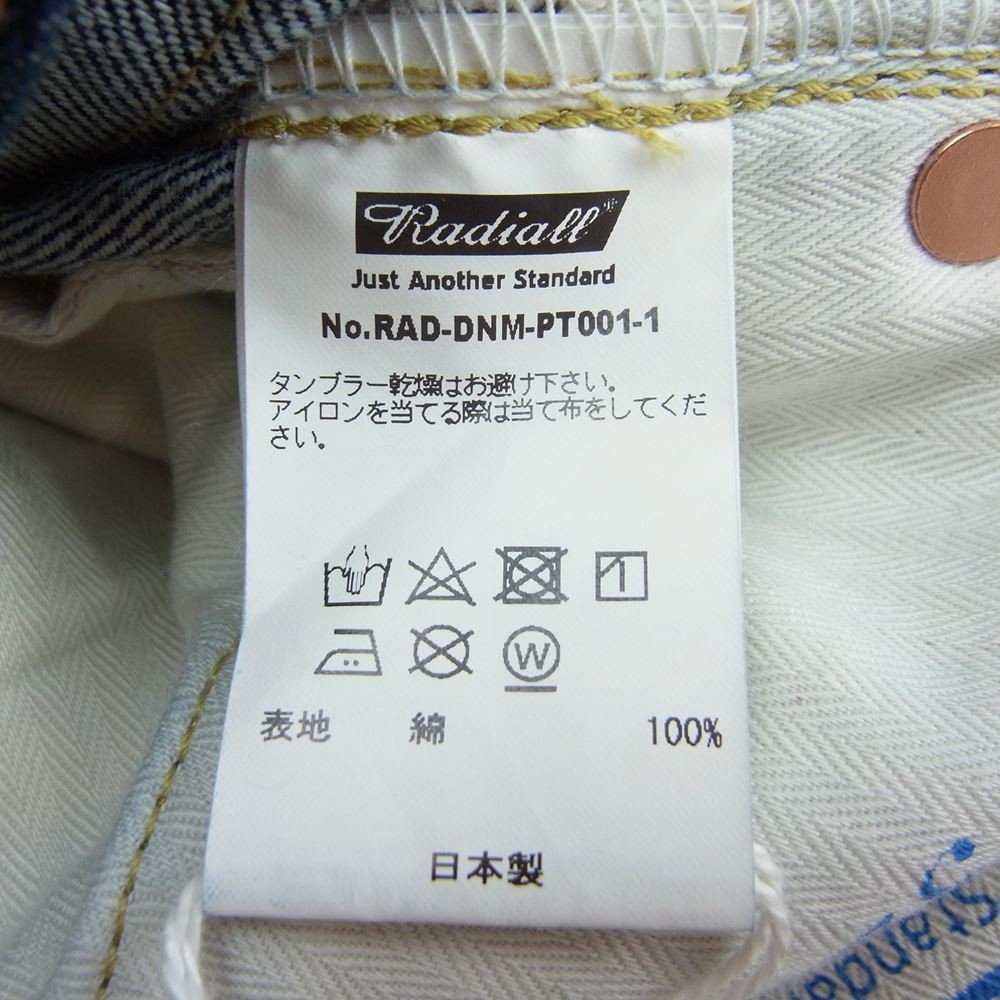 Radiall
Just Another Standard
No.RAD-DNM-PT001-1
タンブラー乾燥はお避け下さい。
アイロンを当てる際は当て布をしてくだ
さい。
W
表地 綿 100%
日本製
Standa